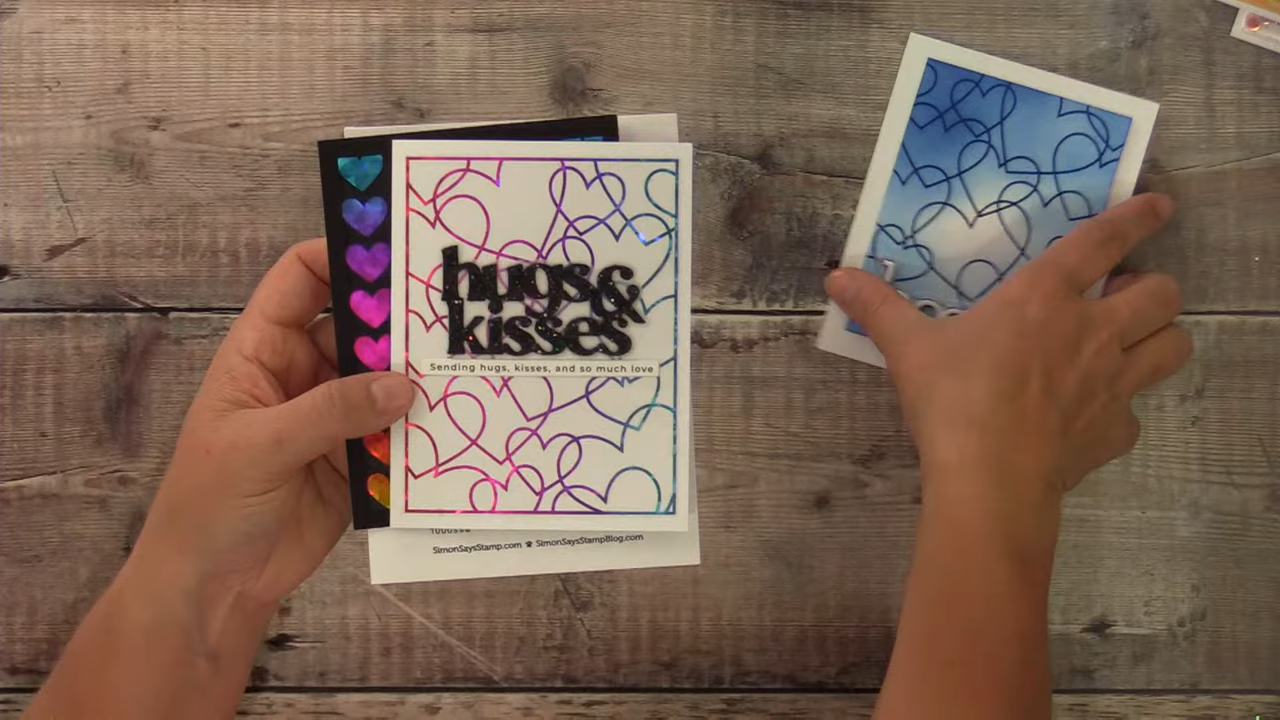 hugs&
kisses
Sending hugs, kisses, and so much love
SimonSaysStamp.com SimonSaysStampBlog.com